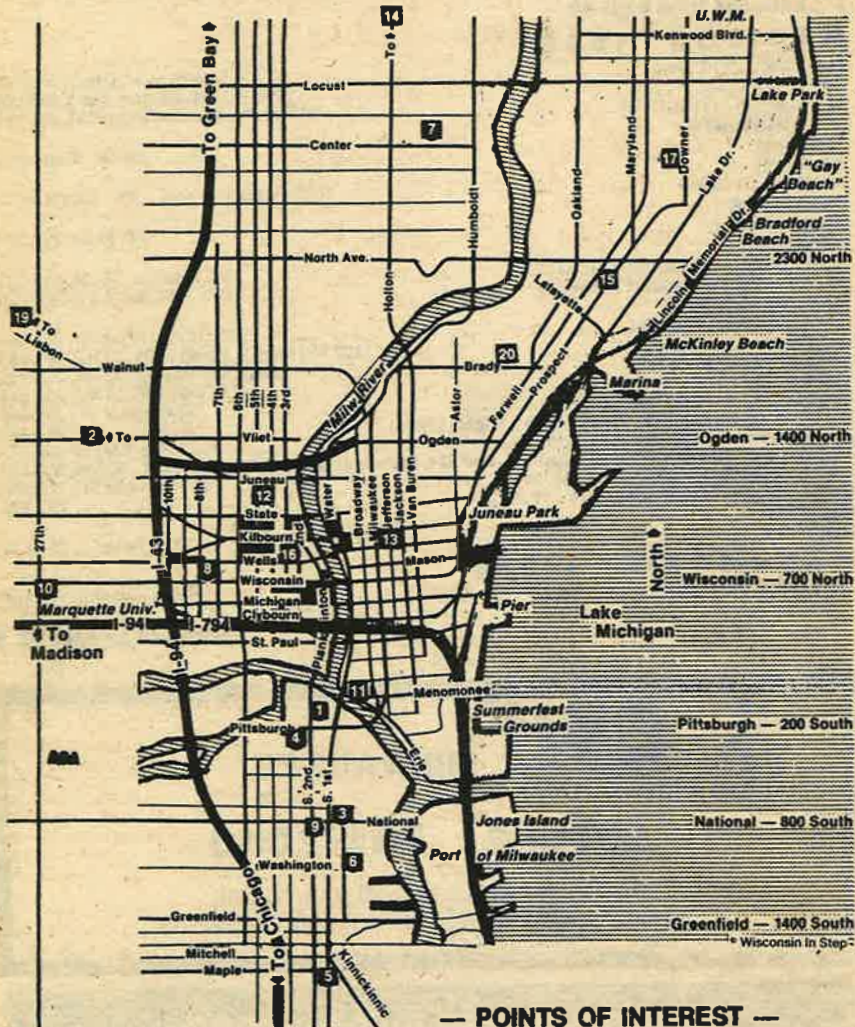 U.W.M.
14
Kenwood Blvd.
To
To Green Bay
Locust
Lake Park
7
Center
Maryland
17
Downer
"Gay
Beach"
Oakland
Lake Dr.
Humboldt
Bradford
Beach
North Ave.
2300 North
Holton
Lafayette
15
Lincoln Memorial Dr.
19
To
Lisbon
McKinley Beach
20
Walnut
Brady
7th
6th
5th
4th
3rd
Milw. River
Astor
Farwell
Prospect
Marina
2
To
Vliet
Ogden
Ogden — 1400 North
Juneau
10th
8th
12
State
2nd
Water
Broadway
Milwaukee
Jefferson
Jackson
Van Buren
Juneau Park
27th
I-43
Kilbourn
13
Wells
16
Mason
North
8
Wisconsin
Wisconsin — 700 North
10
Michigan
Marquette Univ.
Clybourn
Pier
Lake
Michigan
I-94
I-794
To
Madison
St. Paul
Plankinton
I-94
11
Menomonee
1
Summerfest
Grounds
Pittsburgh
4
Pittsburgh — 200 South
Erie
S. 2nd
S. 1st
3
National
9
Jones Island
National — 800 South
Port
of Milwaukee
Washington
6
To Chicago
Greenfield
Greenfield — 1400 South
Wisconsin In Step
Mitchell
Maple
5
Kinnickinnic
— POINTS OF INTEREST —